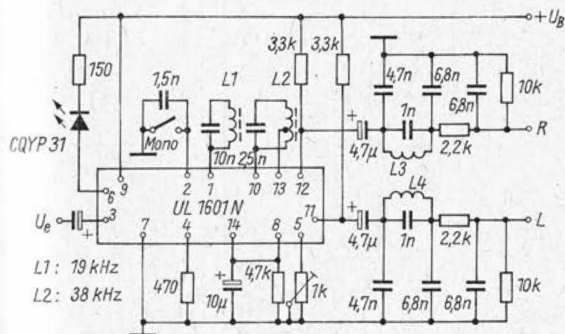 +U_B
150
1,5n
L1
L2
3,3k
3,3k
4,7n
6,8n
6,8n
10k
Mono
10n
2,5n
+
4,7µ
1n
2,2k
R
CQYP 31
L3
6
9
2
1
10
13
12
L4
UL 1601 N
11
U_e
3
+
+
4,7µ
1n
2,2k
L
7
4
14
8
5
L1: 19 kHz
L2: 38 kHz
470
+
10µ
4,7k
1k
4,7n
6,8n
6,8n
10k